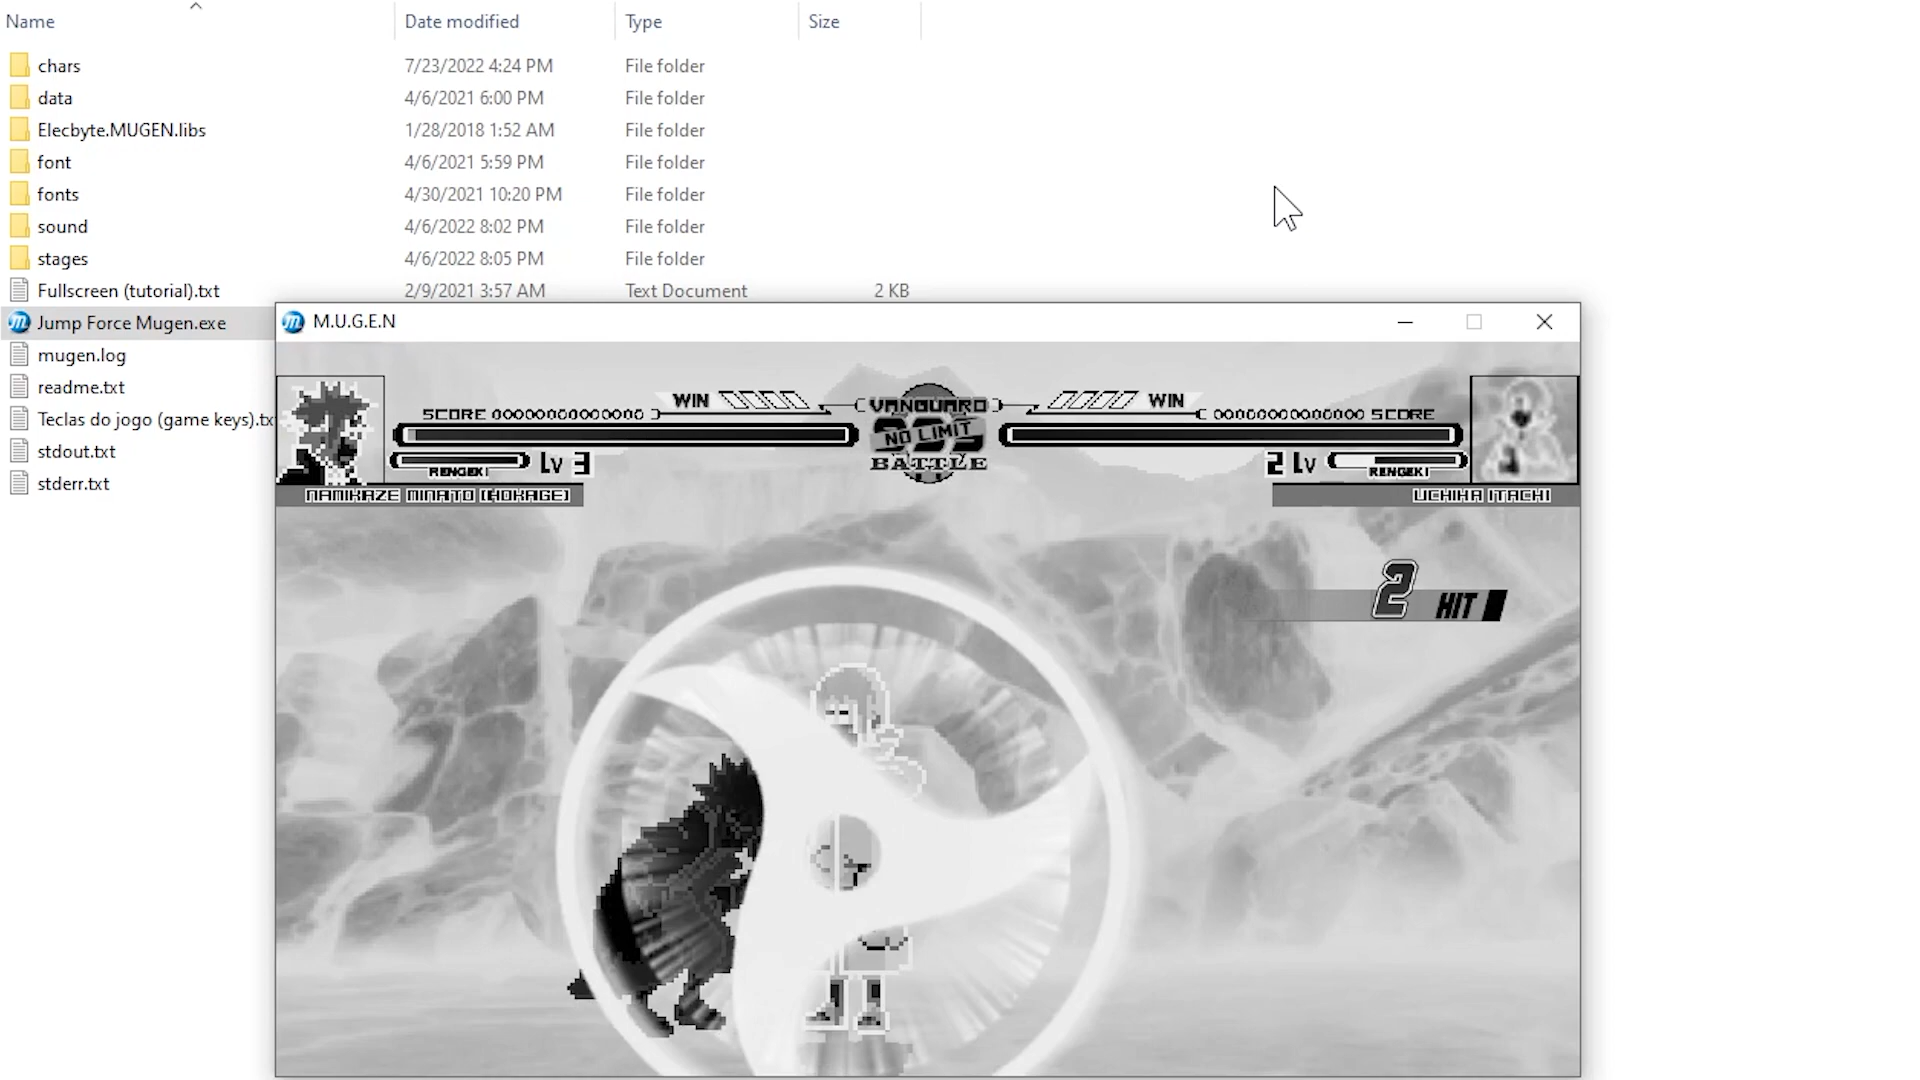 Name Date modified Type Size
chars 7/23/2022 4:24 PM File folder
data 4/6/2021 6:00 PM File folder
Elecbyte.MUGEN.libs 1/28/2018 1:52 AM File folder
font 4/6/2021 5:59 PM File folder
fonts 4/30/2021 10:20 PM File folder
sound 4/6/2022 8:02 PM File folder
stages 4/6/2022 8:05 PM File folder
Fullscreen (tutorial).txt 2/9/2021 3:57 AM Text Document 2 KB
Jump Force Mugen.exe
mugen.log
readme.txt
Teclas do jogo (game keys).tx
stdout.txt
stderr.txt
M.U.G.E.N
WIN VANGUARD WIN
SCORE 0000000000000 0000000000000 SCORE
NO LIMIT
BATTLE
RENGEKI Lv 3 2 Lv RENGEKI
NAMIKAZE MINATO [HOKAGE] UCHIHA ITACHI
2 HIT